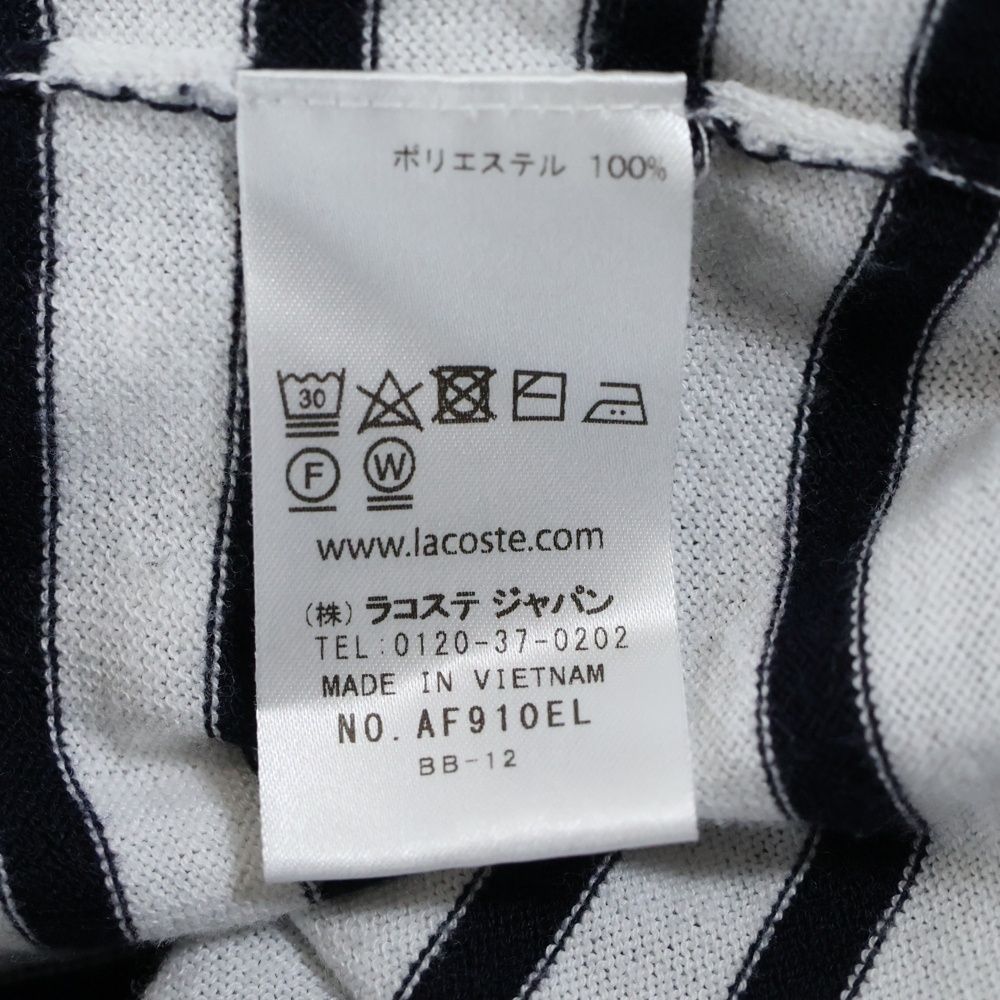 ポリエステル 100%
30
F W
www.lacoste.com
(株) ラコステ ジャパン
TEL:0120-37-0202
MADE IN VIETNAM
NO. AF910EL
BB-12